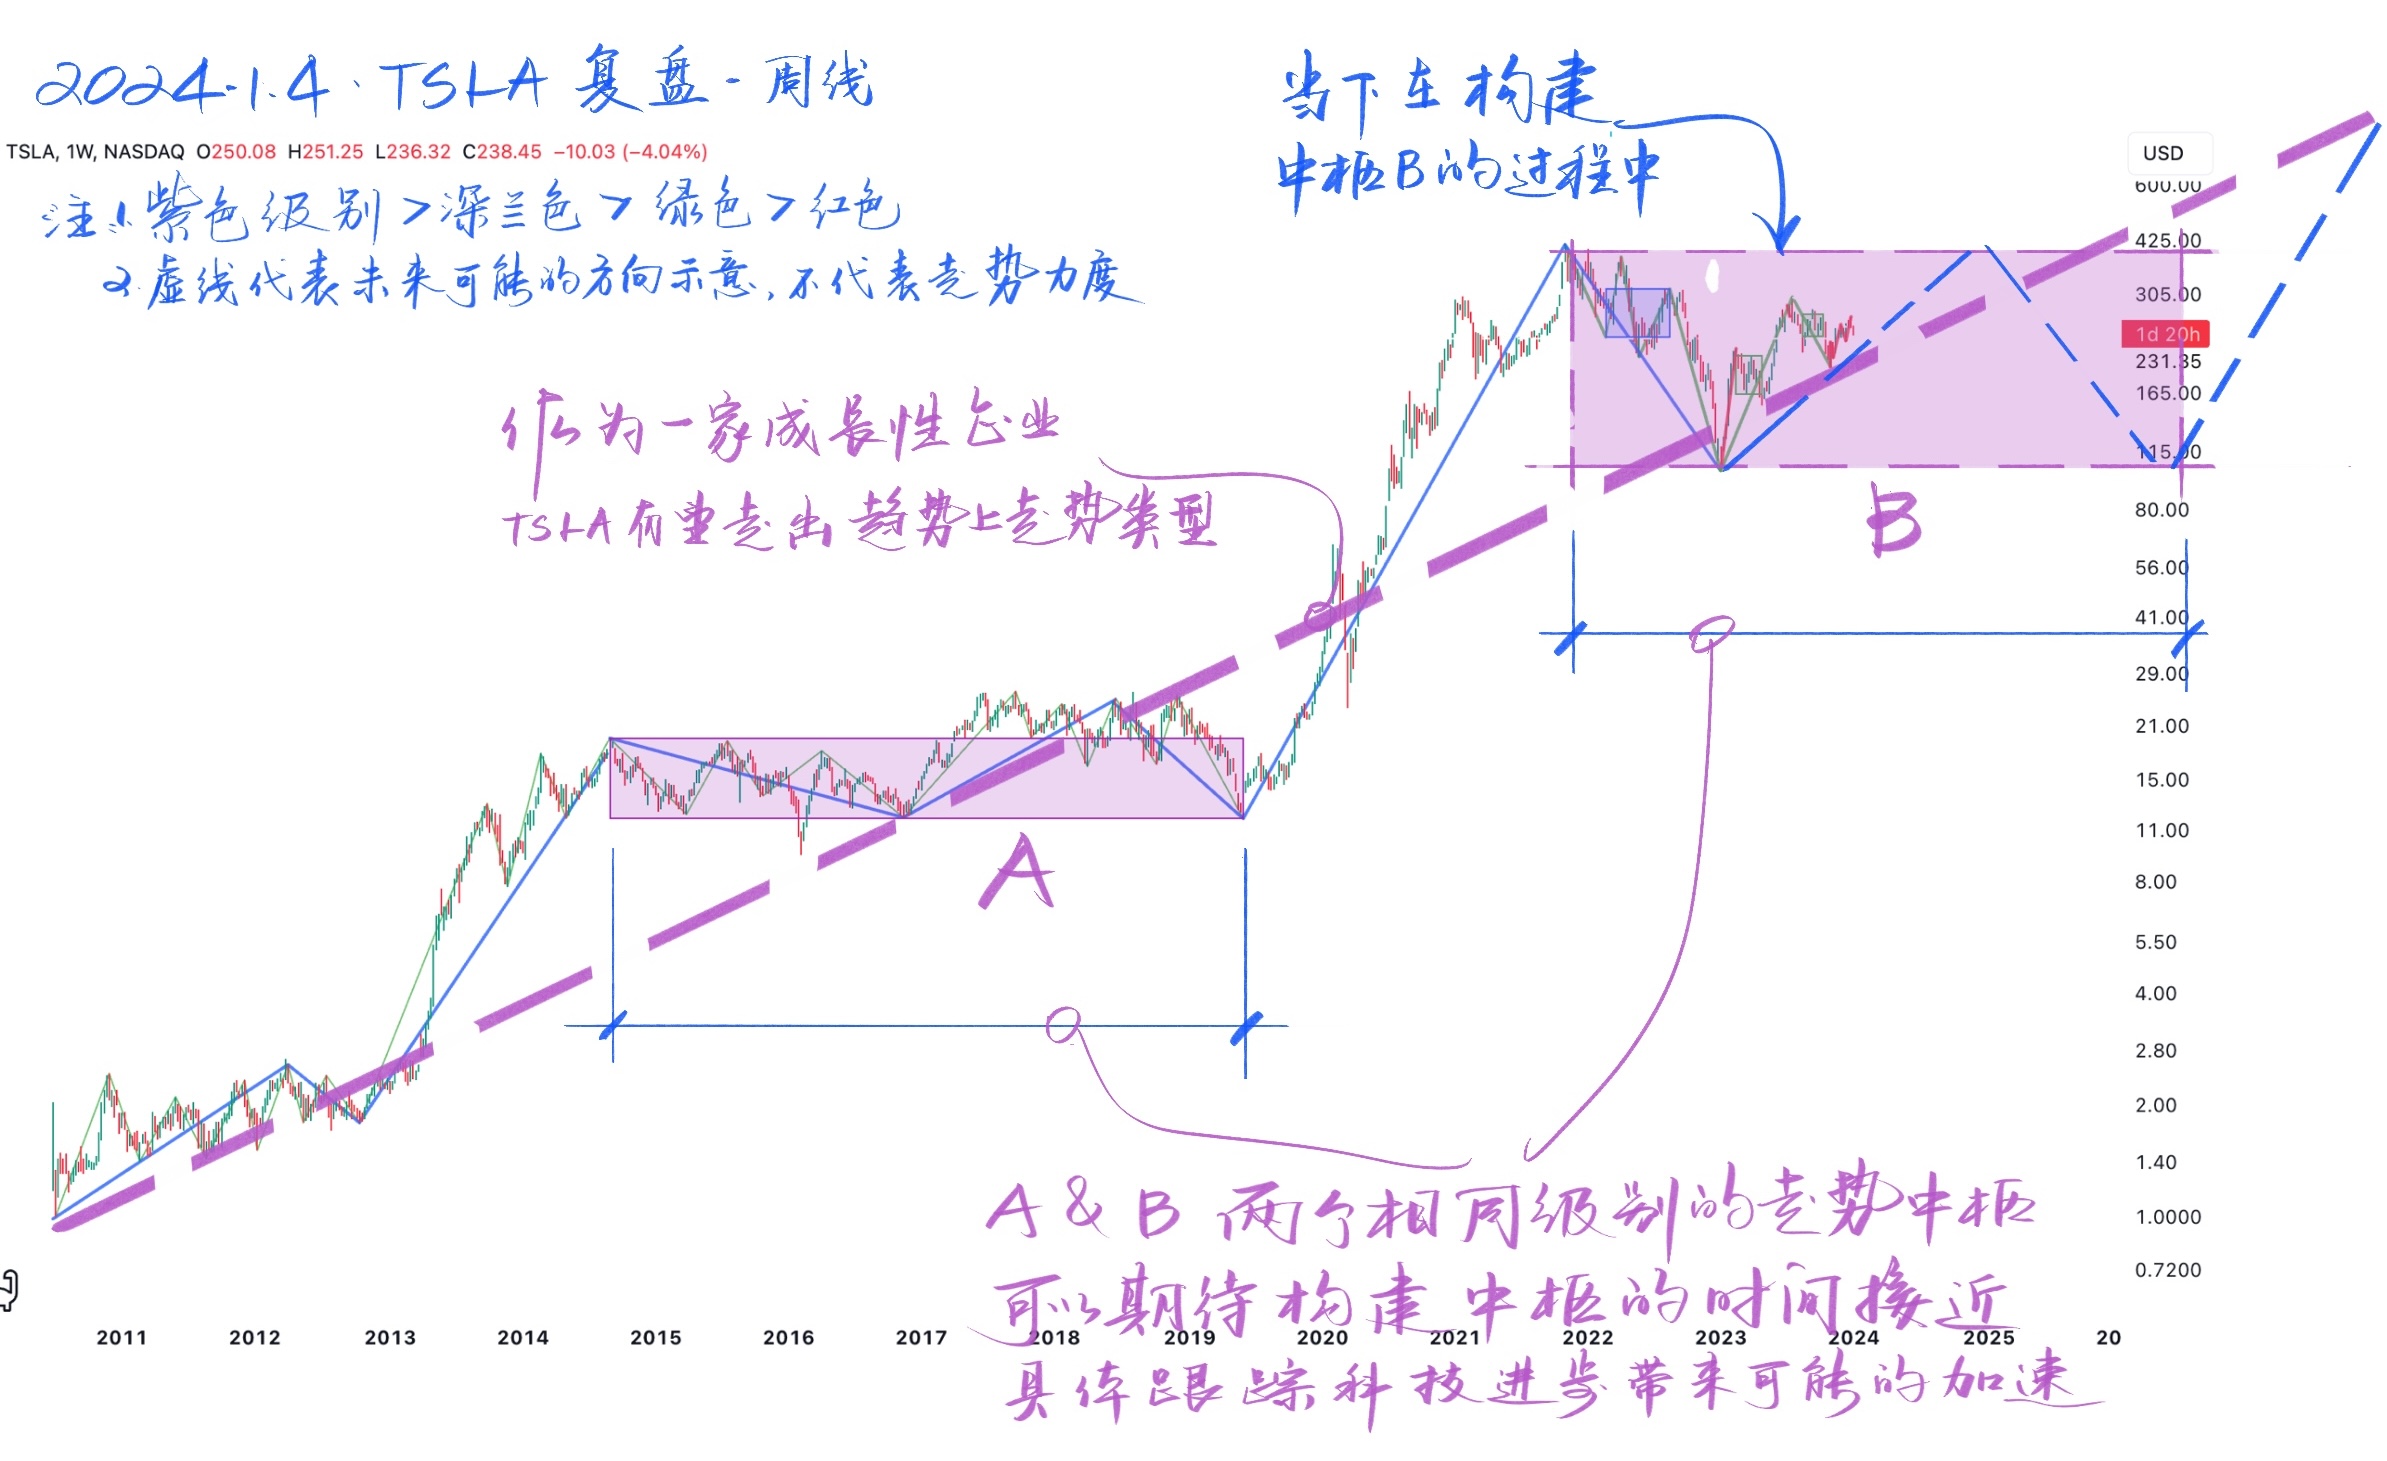 2024.1.4.TSLA 复盘-周线
TSLA, 1W, NASDAQ O250.08 H251.25 L236.32 C238.45 −10.03 (−4.04%)
注:1.紫色级别>深兰色>绿色>红色
2.虚线代表未来可能的方向示意,不代表走势力度
当下在构建
中枢B的过程中
作为一家成长性企业
TSLA有望走出趋势上走势类型
A
B
A & B 两个相同级别的走势中枢
可以期待构建中枢的时间接近
具体跟踪科技进步带来可能的加速
USD
600.00
425.00
305.00
1d 20h
231.35
165.00
115.00
80.00
56.00
41.00
29.00
21.00
15.00
11.00
8.00
5.50
4.00
2.80
2.00
1.40
1.0000
0.7200
2011 2012 2013 2014 2015 2016 2017 2018 2019 2020 2021 2022 2023 2024 2025 20